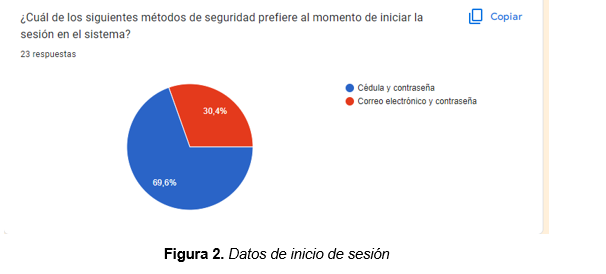 ¿Cuál de los siguientes métodos de seguridad prefiere al momento de iniciar la
sesión en el sistema?
Copiar
23 respuestas
Cédula y contraseña
Correo electrónico y contraseña
30,4%
69,6%
Figura 2. Datos de inicio de sesión